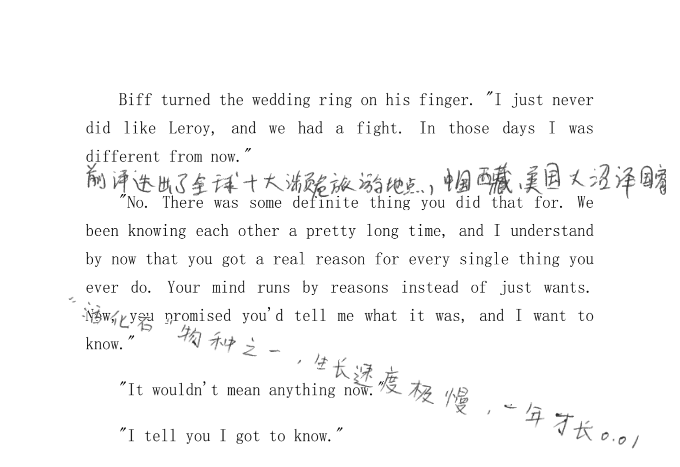 Biff turned the wedding ring on his finger. "I just never
did like Leroy, and we had a fight. In those days I was
different from now."
前评选出了全球十大濒危旅游地点,中国西藏、美国大沼泽国
"No. There was some definite thing you did that for. We
been knowing each other a pretty long time, and I understand
by now that you got a real reason for every single thing you
ever do. Your mind runs by reasons instead of just wants.
Now, you promised you'd tell me what it was, and I want to
know."
"活化石"物种之一,生长速度极慢,一年才长0.01
"It wouldn't mean anything now."
"I tell you I got to know."